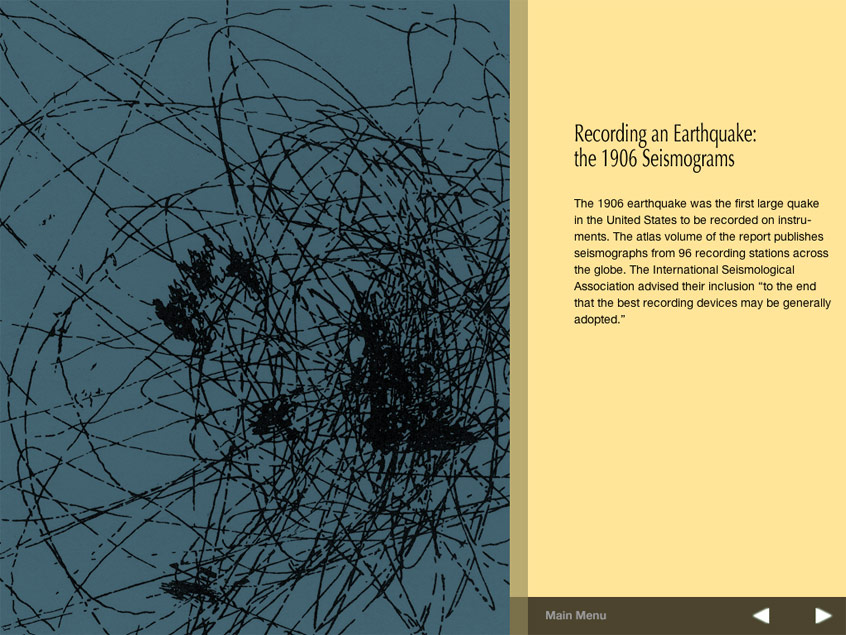 Recording an Earthquake:
the 1906 Seismograms
The 1906 earthquake was the first large quake
in the United States to be recorded on instru-
ments. The atlas volume of the report publishes
seismographs from 96 recording stations across
the globe. The International Seismological
Association advised their inclusion “to the end
that the best recording devices may be generally
adopted.”
Main Menu